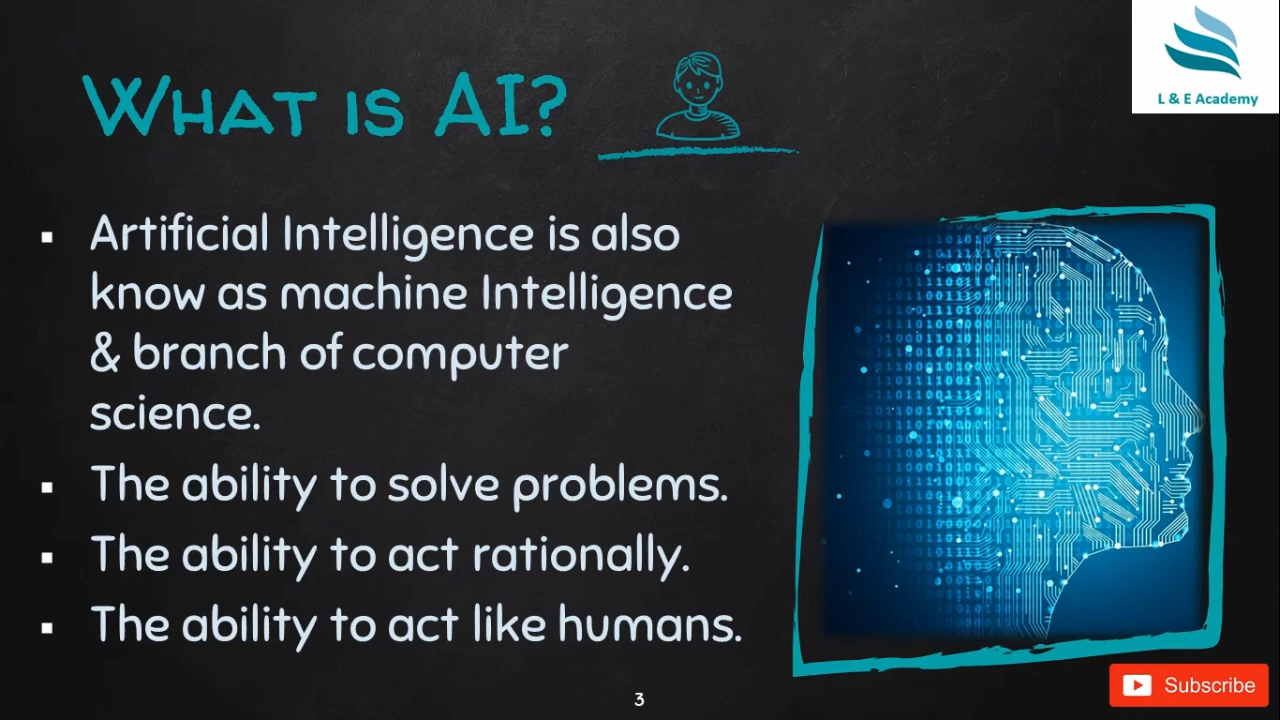 What is AI?
L & E Academy
▪ Artificial Intelligence is also
know as machine Intelligence
& branch of computer
science.
▪ The ability to solve problems.
▪ The ability to act rationally.
▪ The ability to act like humans.
3
Subscribe